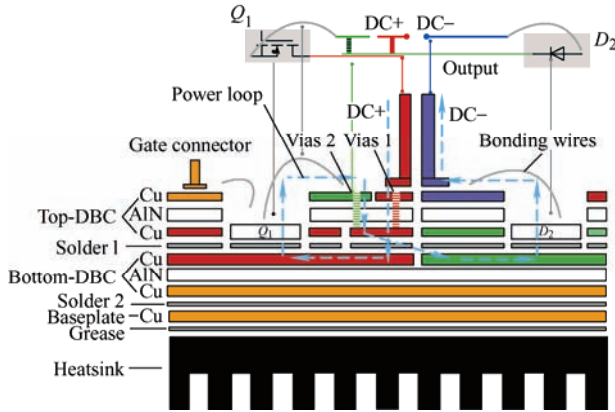 Q1
DC+ DC−
D2
Output
Power loop
DC+
DC−
Vias 2 Vias 1
Gate connector
Bonding wires
Cu
Top-DBC AlN
Cu
Q1
D2
Solder 1
Cu
Bottom-DBC AlN
Cu
Solder 2
Baseplate Cu
Grease
Heatsink